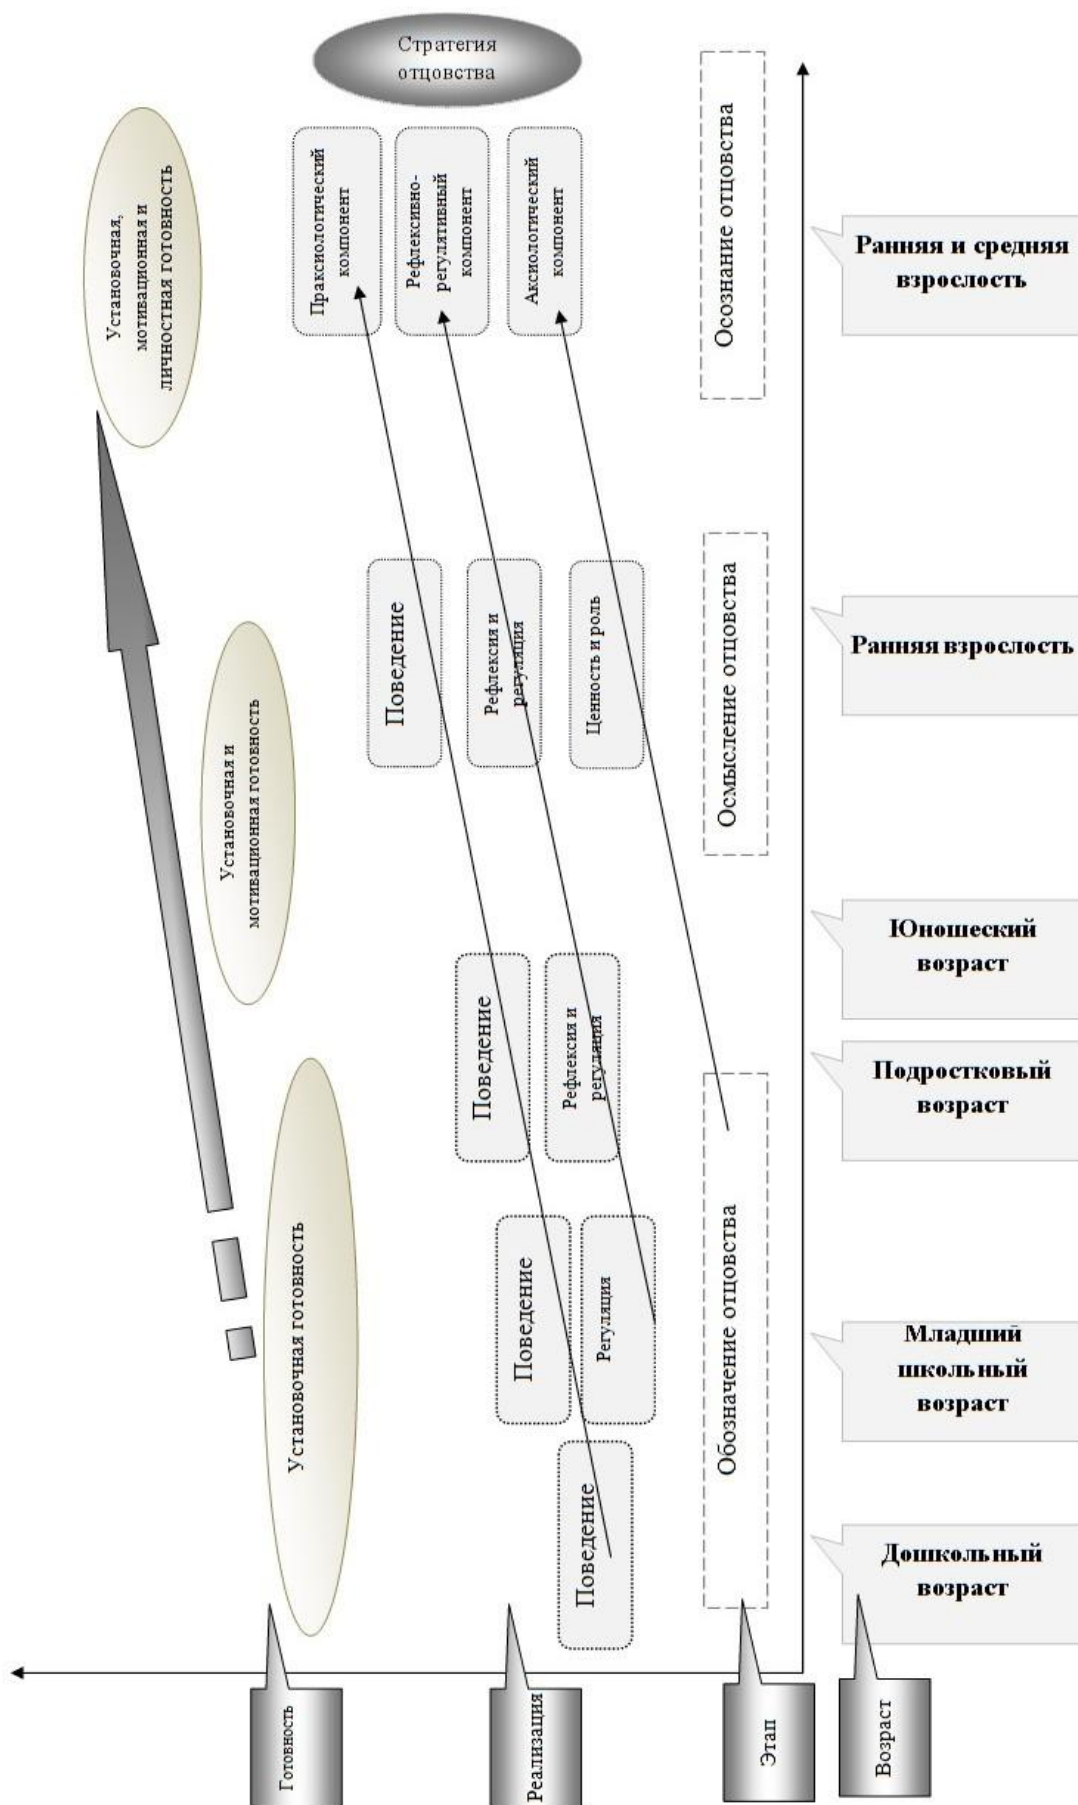 Стратегия
отцовства
Установочная,
мотивационная и
личностная готовность
Праксиологический
компонент
Рефлексивно-
регулятивный
компонент
Аксиологический
компонент
Осознание отцовства
Ранняя и средняя
взрослость
Установочная и
мотивационная готовность
Поведение
Рефлексия и
регуляция
Ценность и роль
Осмысление отцовства
Ранняя взрослость
Юношеский
возраст
Поведение
Рефлексия и
регуляция
Подростковый
возраст
Установочная готовность
Поведение
Регуляция
Обозначение отцовства
Младший
школьный
возраст
Поведение
Дошкольный
возраст
Готовность
Реализация
Этап
Возраст